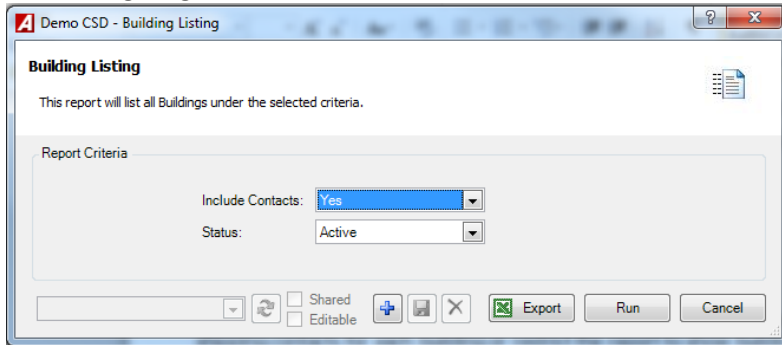 Demo CSD - Building Listing
Building Listing
This report will list all Buildings under the selected criteria.
Report Criteria
Include Contacts: Yes
Status: Active
Shared
Editable
Export Run Cancel